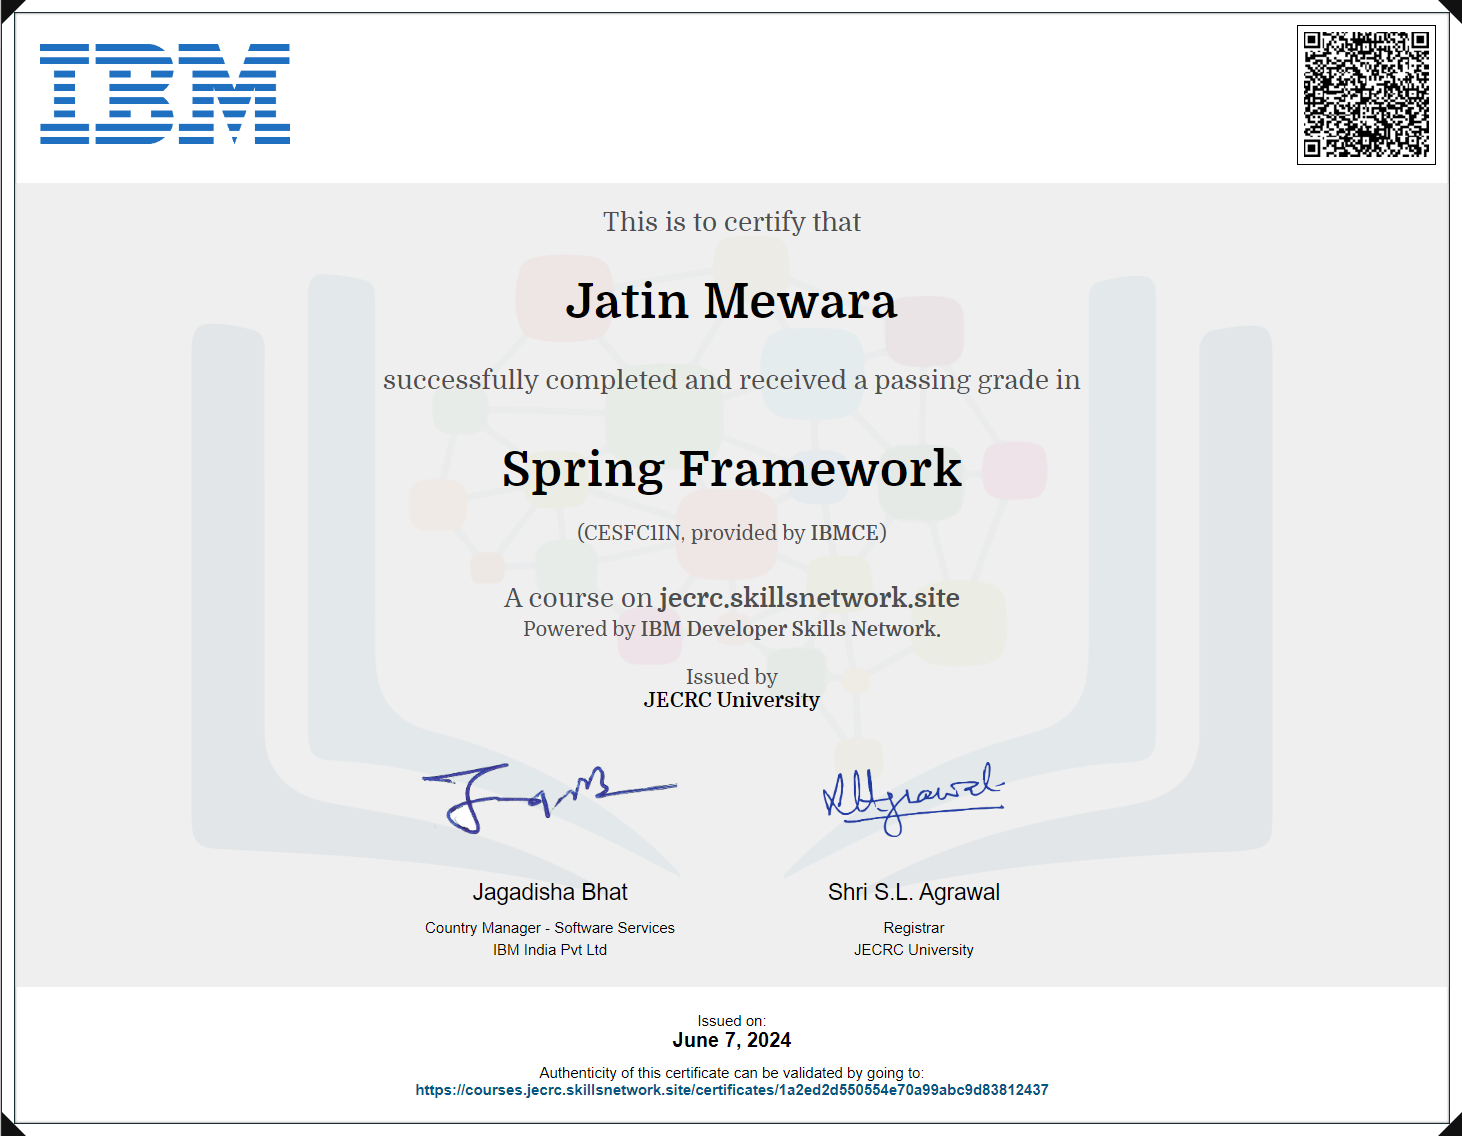 IBM
This is to certify that
Jatin Mewara
successfully completed and received a passing grade in
Spring Framework
(CESFC1IN, provided by IBMCE)
A course on jecrc.skillsnetwork.site
Powered by IBM Developer Skills Network.
Issued by
JECRC University
Jagadisha Bhat
Country Manager - Software Services
IBM India Pvt Ltd
Shri S.L. Agrawal
Registrar
JECRC University
Issued on:
June 7, 2024
Authenticity of this certificate can be validated by going to:
https://courses.jecrc.skillsnetwork.site/certificates/1a2ed2d550554e70a99abc9d83812437